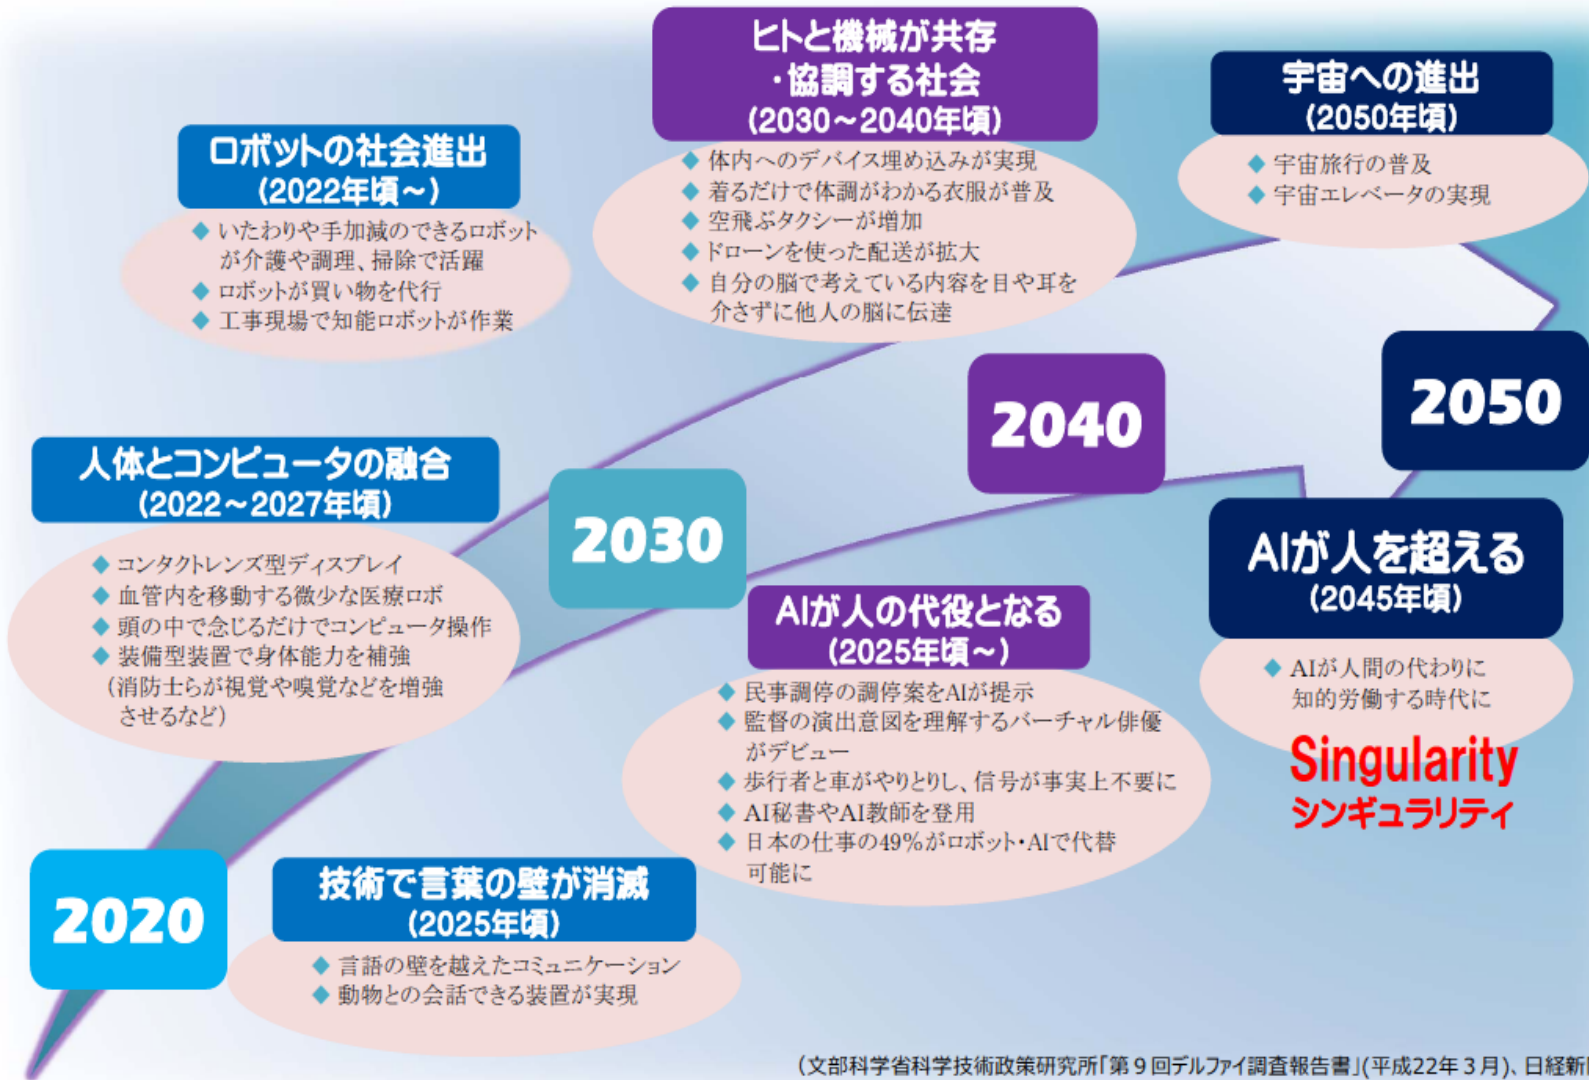 ヒトと機械が共存
・協調する社会
(2030～2040年頃)
◆ 体内へのデバイス埋め込みが実現
◆ 着るだけで体調がわかる衣服が普及
◆ 空飛ぶタクシーが増加
◆ ドローンを使った配送が拡大
◆ 自分の脳で考えている内容を目や耳を
介さずに他人の脳に伝達
宇宙への進出
(2050年頃)
◆ 宇宙旅行の普及
◆ 宇宙エレベータの実現
ロボットの社会進出
(2022年頃～)
◆ いたわりや手加減のできるロボット
が介護や調理、掃除で活躍
◆ ロボットが買い物を代行
◆ 工事現場で知能ロボットが作業
2050
2040
人体とコンピュータの融合
(2022～2027年頃)
◆ コンタクトレンズ型ディスプレイ
◆ 血管内を移動する微少な医療ロボ
◆ 頭の中で念じるだけでコンピュータ操作
◆ 装備型装置で身体能力を補強
(消防士らが視覚や嗅覚などを増強
させるなど)
2030
AIが人を超える
(2045年頃)
◆ AIが人間の代わりに
知的労働する時代に
Singularity
シンギュラリティ
AIが人の代役となる
(2025年頃～)
◆ 民事調停の調停案をAIが提示
◆ 監督の演出意図を理解するバーチャル俳優
がデビュー
◆ 歩行者と車がやりとりし、信号が事実上不要に
◆ AI秘書やAI教師を登用
◆ 日本の仕事の49%がロボット・AIで代替
可能に
2020
技術で言葉の壁が消滅
(2025年頃)
◆ 言語の壁を越えたコミュニケーション
◆ 動物との会話できる装置が実現
(文部科学省科学技術政策研究所「第９回デルファイ調査報告書」(平成22年３月)、日経新